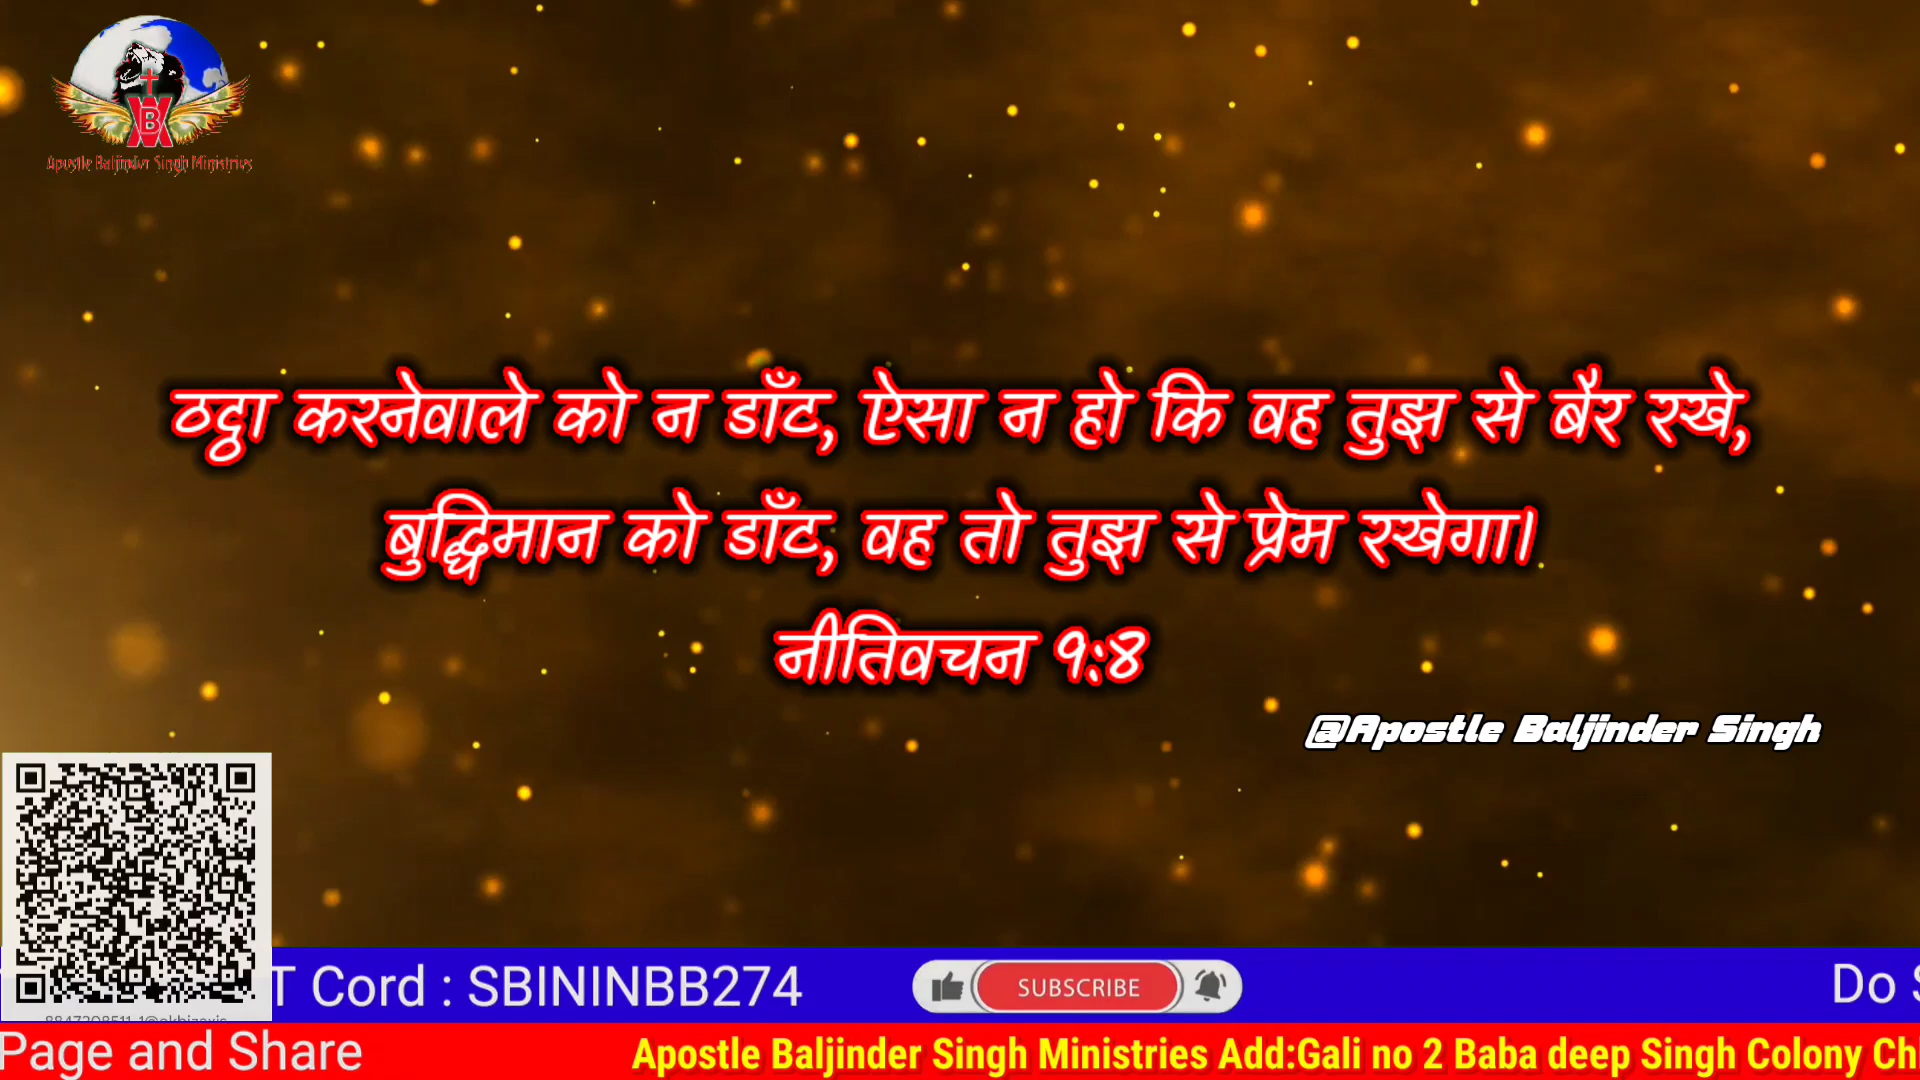 Apostle Baljinder Singh Ministries
ठट्ठा करनेवाले को न डाँट, ऐसा न हो कि वह तुझ से बैर रखे,
बुद्धिमान को डाँट, वह तो तुझ से प्रेम रखेगा।
नीतिवचन ९:8
@Apostle Baljinder Singh
T Cord : SBININBB274
SUBSCRIBE
Do S
Page and Share
Apostle Baljinder Singh Ministries Add:Gali no 2 Baba deep Singh Colony Ch